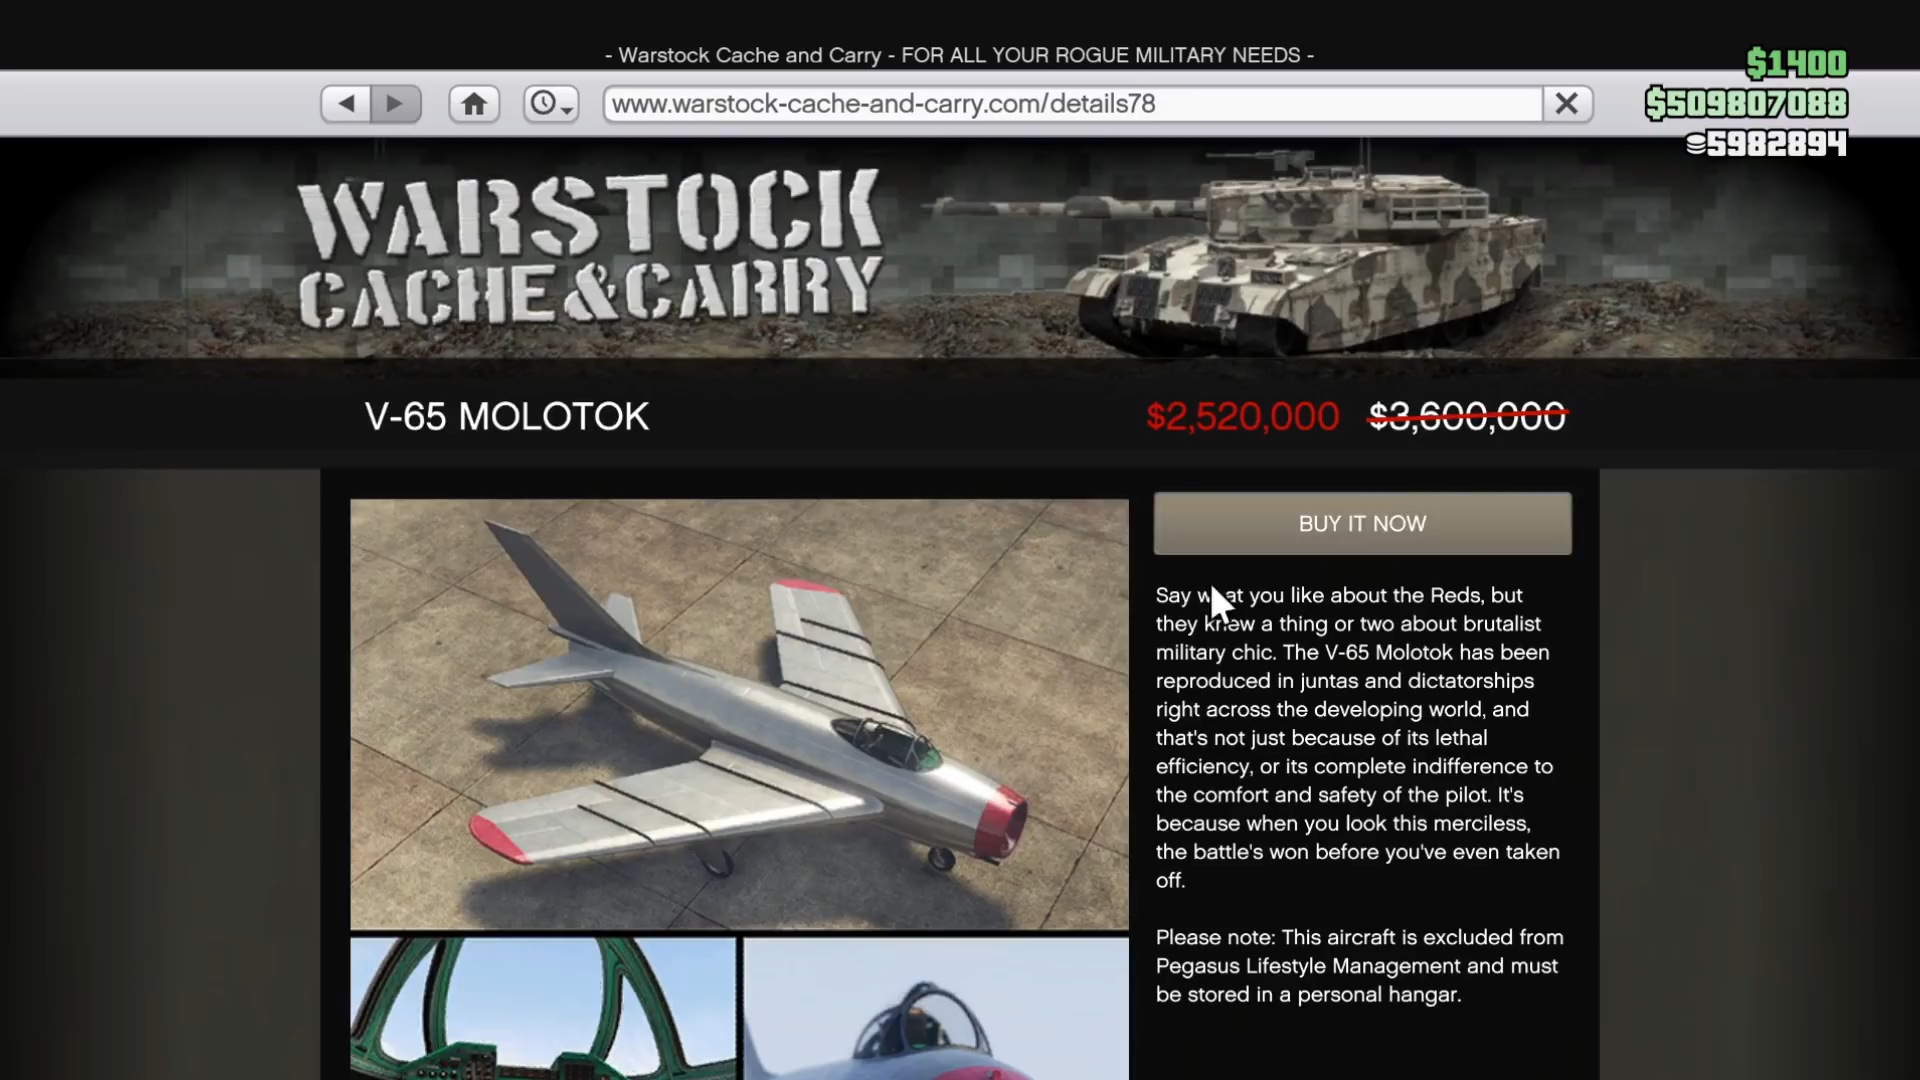 - Warstock Cache and Carry - FOR ALL YOUR ROGUE MILITARY NEEDS -
$1400
www.warstock-cache-and-carry.com/details78
$509807088
5982894
WARSTOCK
CACHE & CARRY
V-65 MOLOTOK
$2,520,000 $3,600,000
BUY IT NOW
Say what you like about the Reds, but
they knew a thing or two about brutalist
military chic. The V-65 Molotok has been
reproduced in juntas and dictatorships
right across the developing world, and
that's not just because of its lethal
efficiency, or its complete indifference to
the comfort and safety of the pilot. It's
because when you look this merciless,
the battle's won before you've even taken
off.
Please note: This aircraft is excluded from
Pegasus Lifestyle Management and must
be stored in a personal hangar.